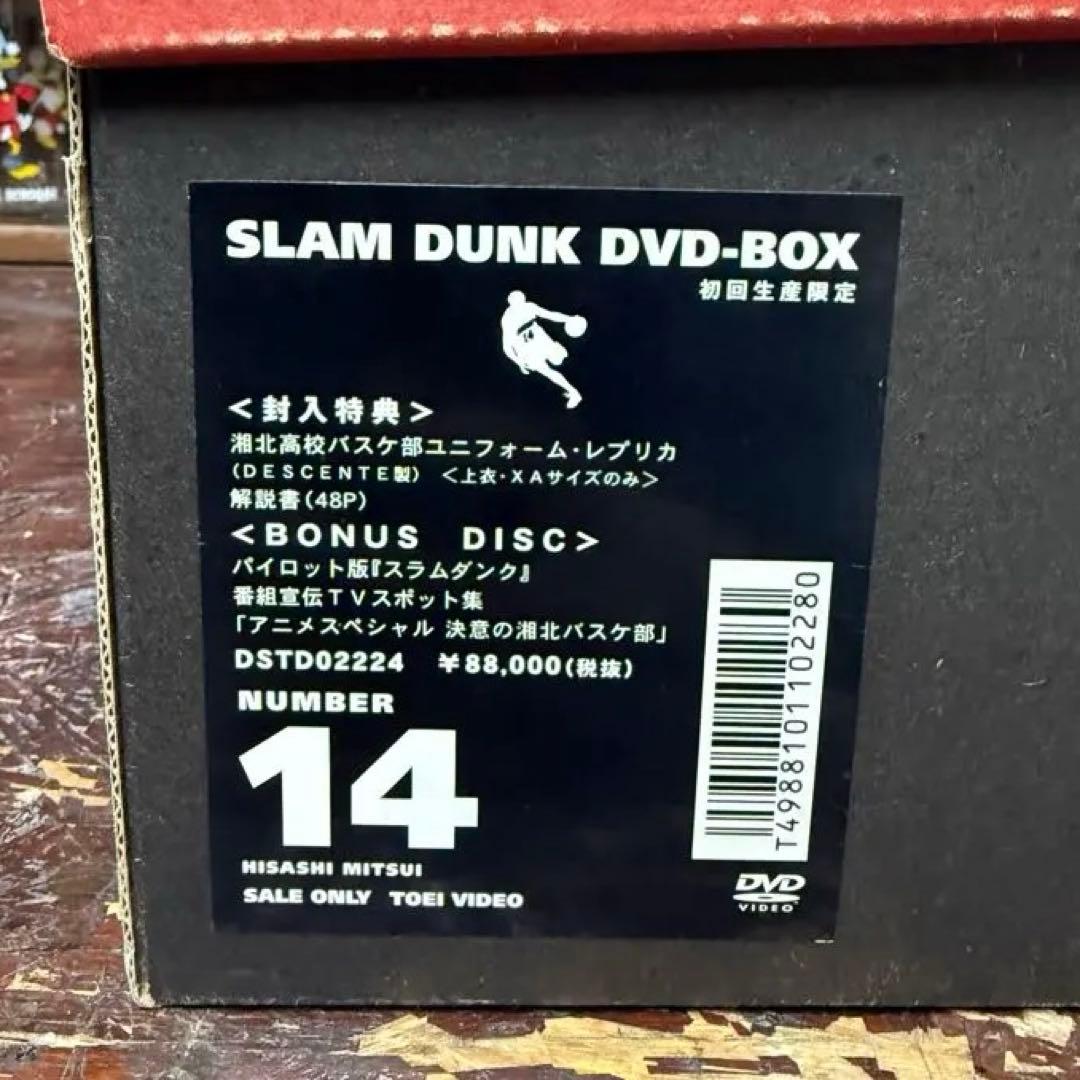 SLAM DUNK DVD-BOX
初回生産限定
＜封入特典＞
湘北高校バスケ部ユニフォーム・レプリカ
(DESCENTE製) ＜上衣・XAサイズのみ＞
解説書(48P)
＜BONUS DISC＞
パイロット版『スラムダンク』
番組宣伝TVスポット集
「アニメスペシャル 決意の湘北バスケ部」
DSTD02224 ￥88,000(税抜)
NUMBER
14
HISASHI MITSUI
SALE ONLY TOEI VIDEO
T4988101102280
DVD
VIDEO